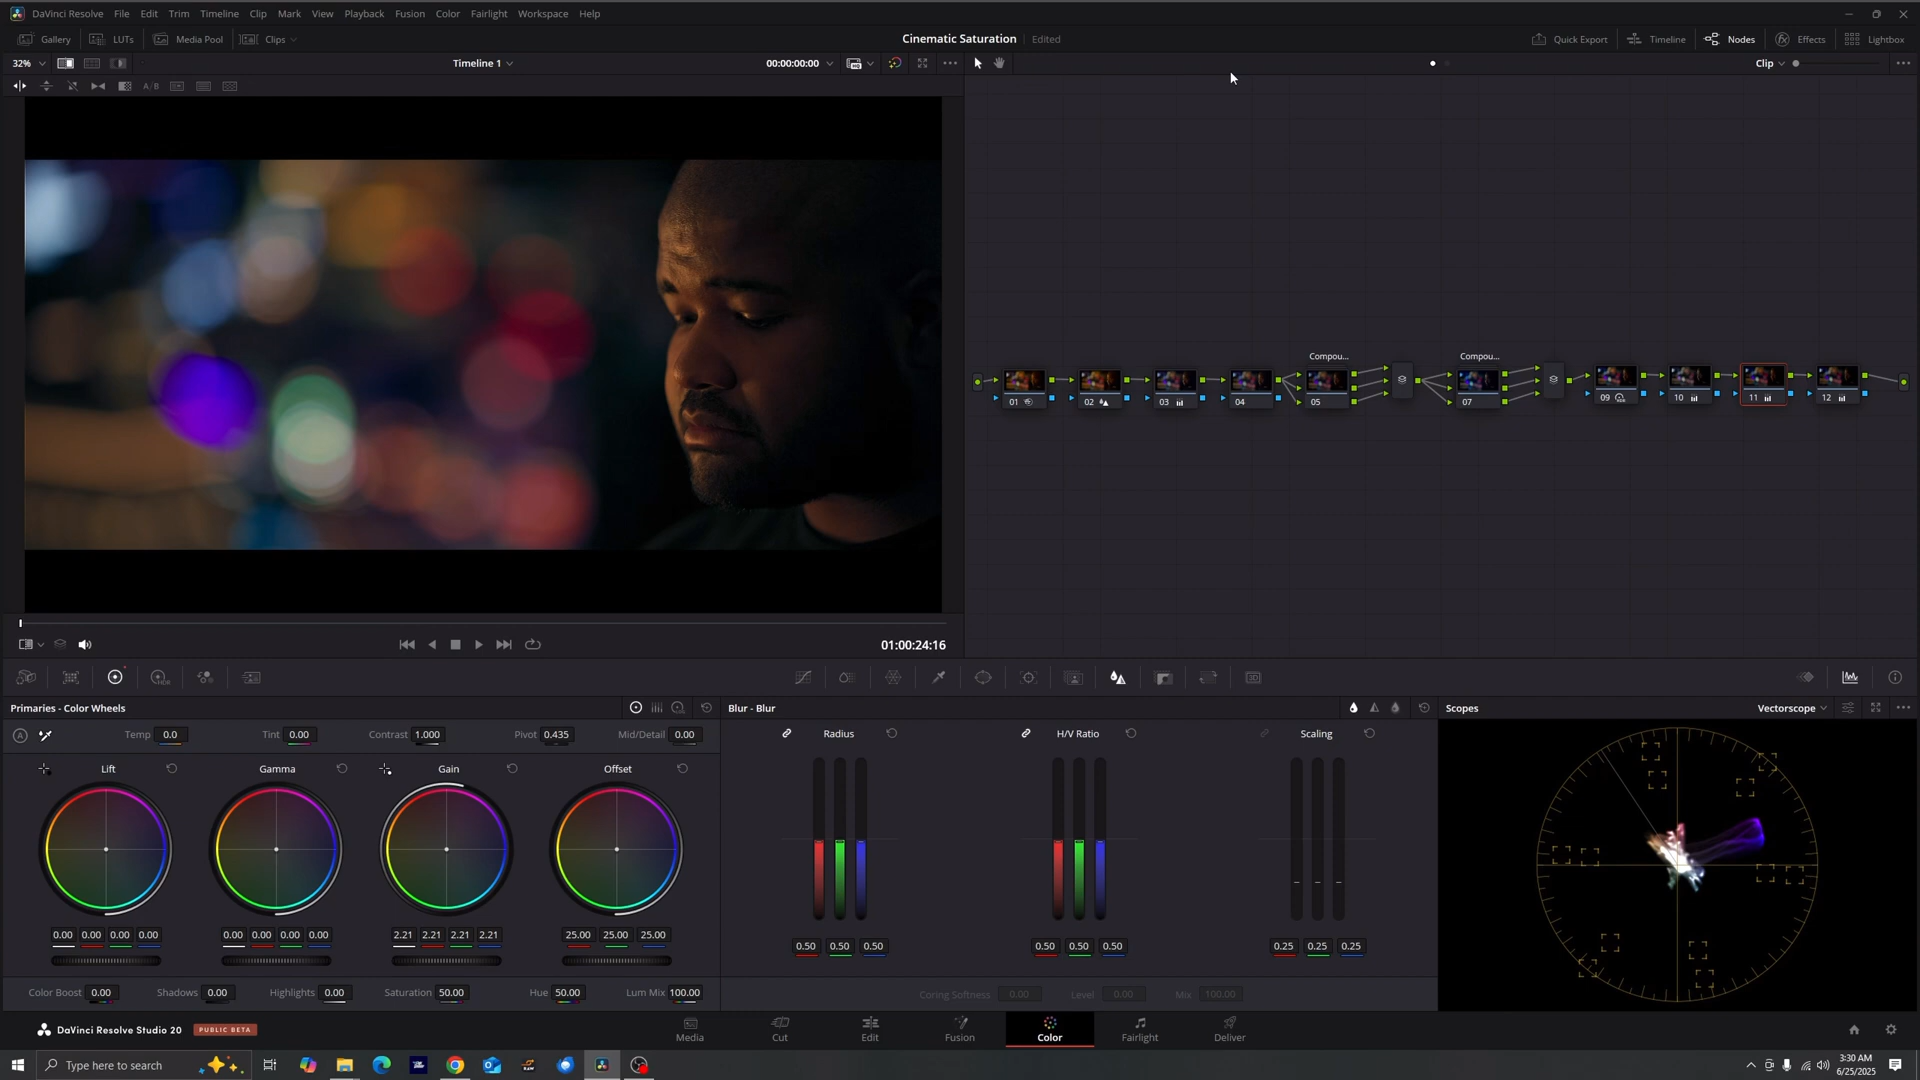 DaVinci Resolve File Edit Trim Timeline Clip Mark View Playback Fusion Color Fairlight Workspace Help
Gallery LUTs Media Pool Clips Cinematic Saturation Edited Quick Export Timeline Nodes Effects Lightbox
32% Timeline 1 00:00:00:00 Clip
A/B
Compou... Compou...
01 02 03 04 05 07 09 10 11 12
01:00:24:16
Primaries - Color Wheels Blur - Blur Scopes Vectorscope
A Temp 0.0 Tint 0.00 Contrast 1.000 Pivot 0.435 Mid/Detail 0.00 Radius H/V Ratio Scaling
Lift Gamma Gain Offset
0.00 0.00 0.00 0.00 0.00 0.00 0.00 0.00 2.21 2.21 2.21 2.21 25.00 25.00 25.00
0.50 0.50 0.50 0.50 0.50 0.50 0.25 0.25 0.25
Color Boost 0.00 Shadows 0.00 Highlights 0.00 Saturation 50.00 Hue 50.00 Lum Mix 100.00 Coring Softness 0.00 Level 0.00 Mix 100.00
DaVinci Resolve Studio 20 PUBLIC BETA Media Cut Edit Fusion Color Fairlight Deliver
Type here to search
3:30 AM
6/25/2025